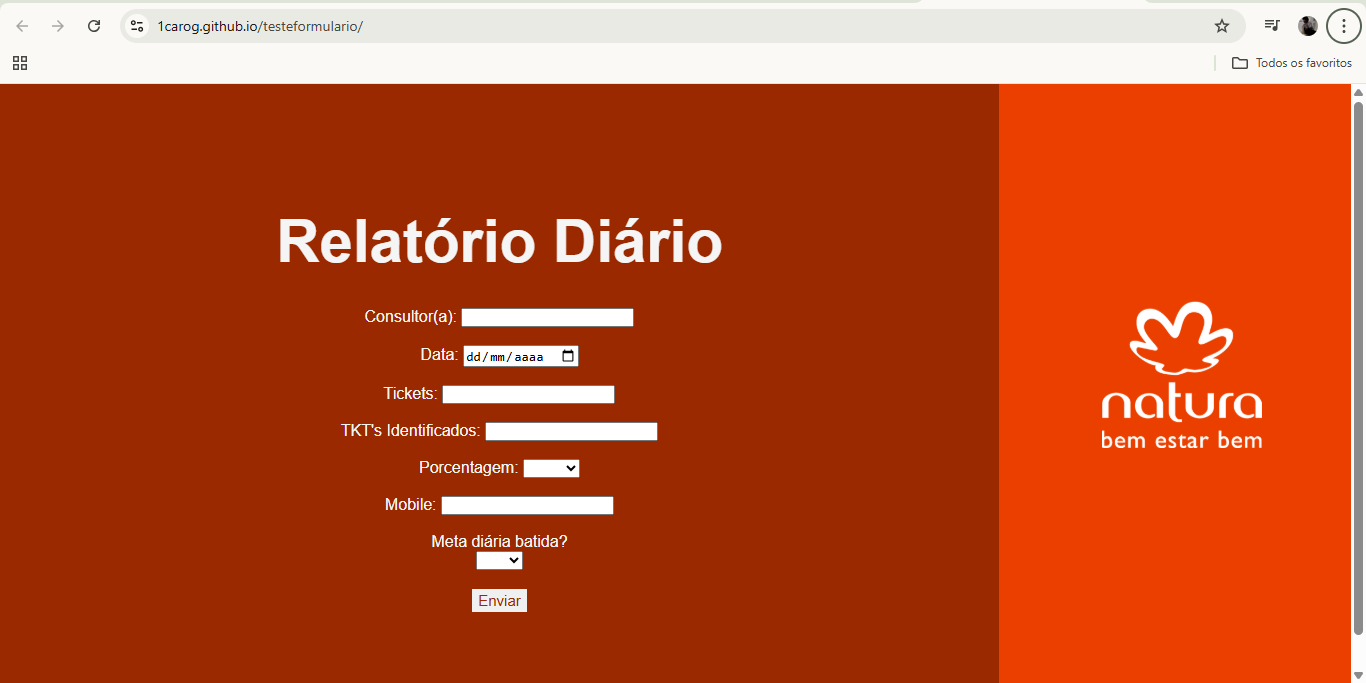 1carog.github.io/testeformulario/
Todos os favoritos
Relatório Diário
Consultor(a):
Data: dd/mm/aaaa
Tickets:
TKT's Identificados:
Porcentagem:
Mobile:
Meta diária batida?
Enviar
natura
bem estar bem